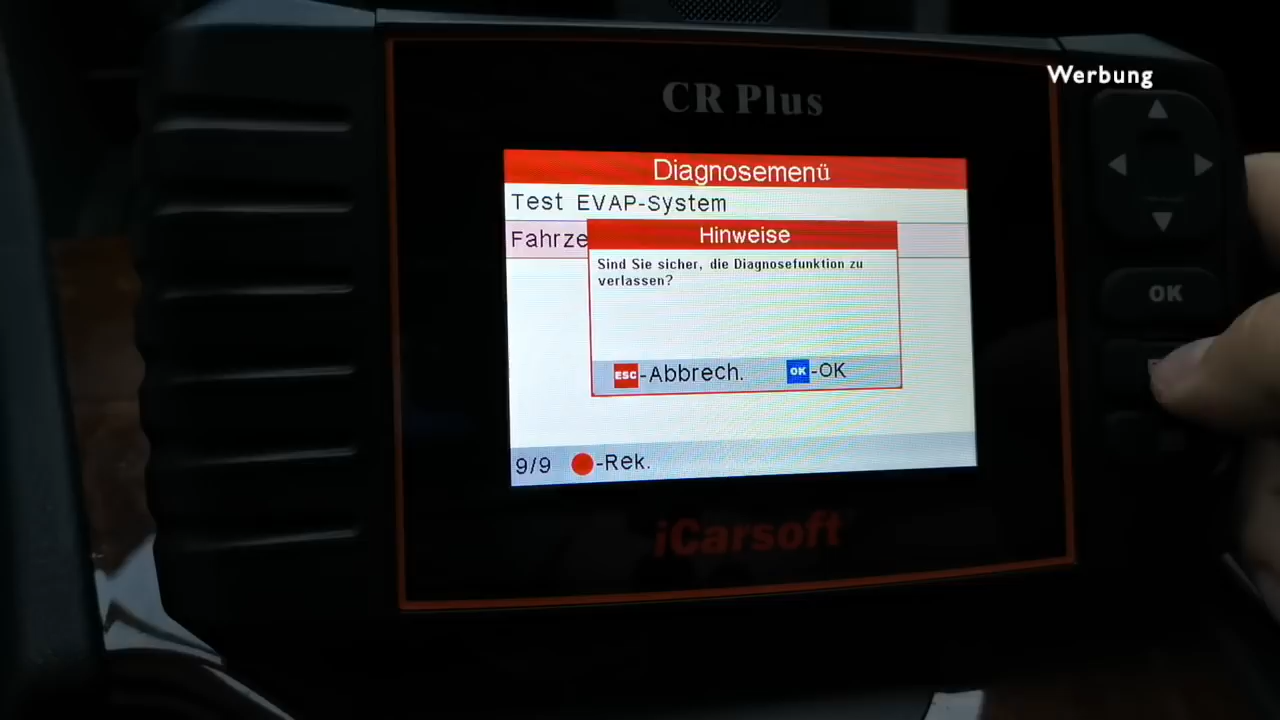 Werbung
CR Plus
Diagnosemenü
Test EVAP-System
Fahrze
Hinweise
Sind Sie sicher, die Diagnosefunktion zu
verlassen?
ESC-Abbrech. OK-OK
9/9 -Rek.
iCarsoft
OK